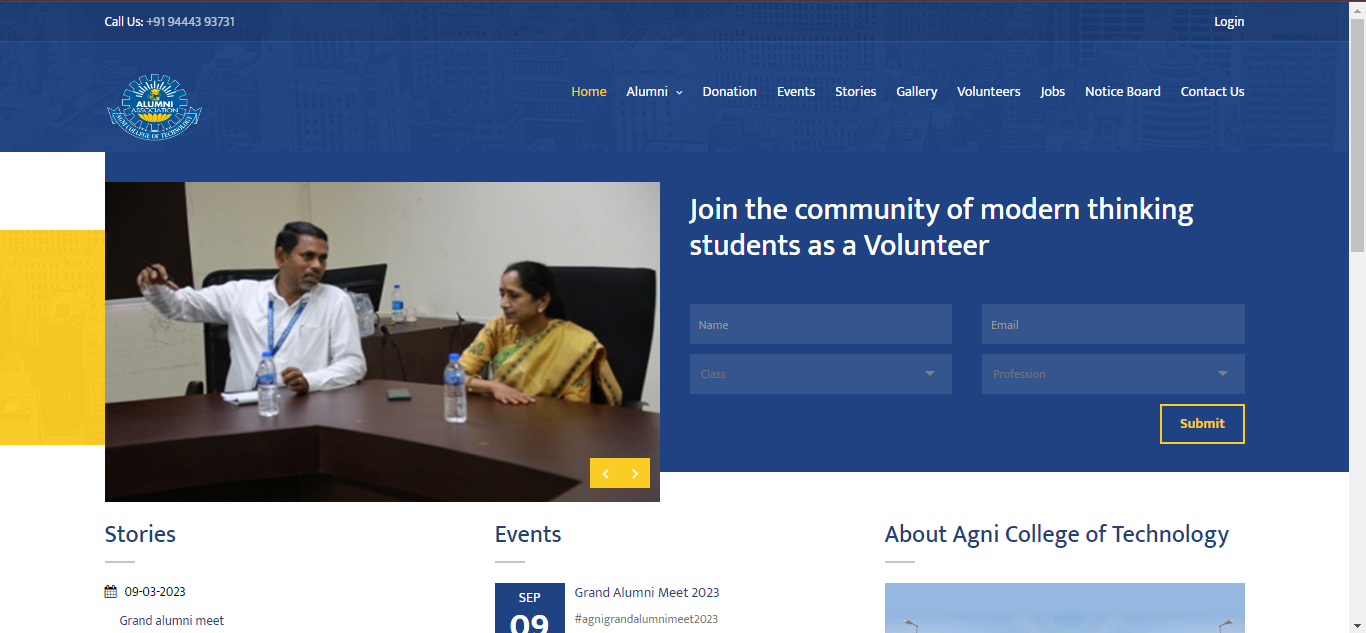 Call Us: +91 94443 93731
Login
ALUMNI
ASSOCIATION
AGNI COLLEGE OF TECHNOLOGY
Home
Alumni
Donation
Events
Stories
Gallery
Volunteers
Jobs
Notice Board
Contact Us
Join the community of modern thinking
students as a Volunteer
Name
Email
Class
Profession
Submit
Stories
09-03-2023
Grand alumni meet
Events
SEP
09
Grand Alumni Meet 2023
#agnigrandalumnimeet2023
About Agni College of Technology